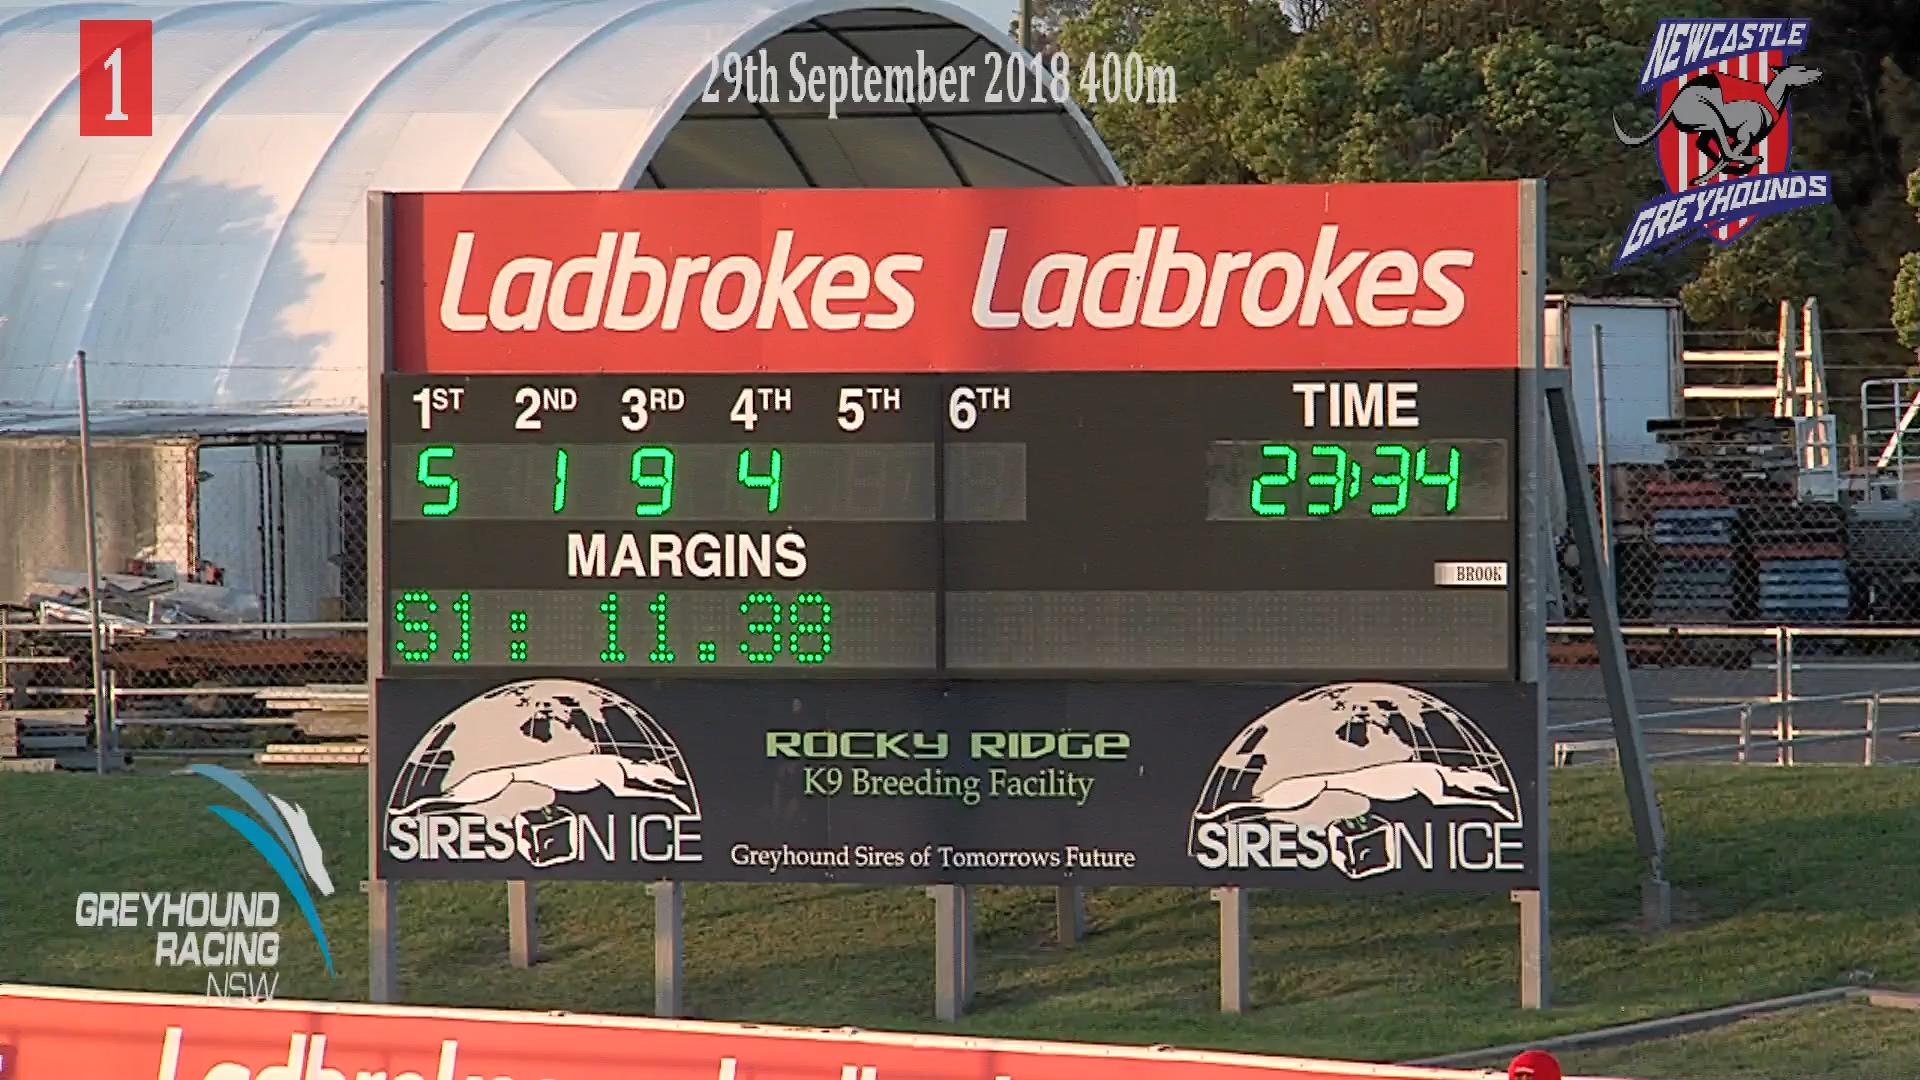 1
29th September 2018 400m
NEWCASTLE
GREYHOUNDS
Ladbrokes Ladbrokes
1ST 2ND 3RD 4TH 5TH 6TH TIME
5 1 9 4 23:34
MARGINS
BROOK
S1: 11.38
ROCKY RIDGE
K9 Breeding Facility
SIRES ON ICE
Greyhound Sires of Tomorrows Future
SIRES ON ICE
GREYHOUND
RACING
NSW
Ladbrokes